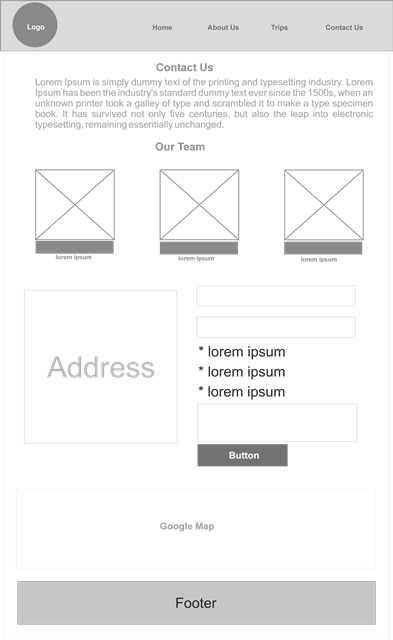 Logo
Home About Us Trips Contact Us
Contact Us
Lorem Ipsum is simply dummy text of the printing and typesetting industry. Lorem
Ipsum has been the industry's standard dummy text ever since the 1500s, when an
unknown printer took a galley of type and scrambled it to make a type specimen
book. It has survived not only five centuries, but also the leap into electronic
typesetting, remaining essentially unchanged.
Our Team
lorem ipsum
lorem ipsum
lorem ipsum
Address
* lorem ipsum
* lorem ipsum
* lorem ipsum
Button
Google Map
Footer